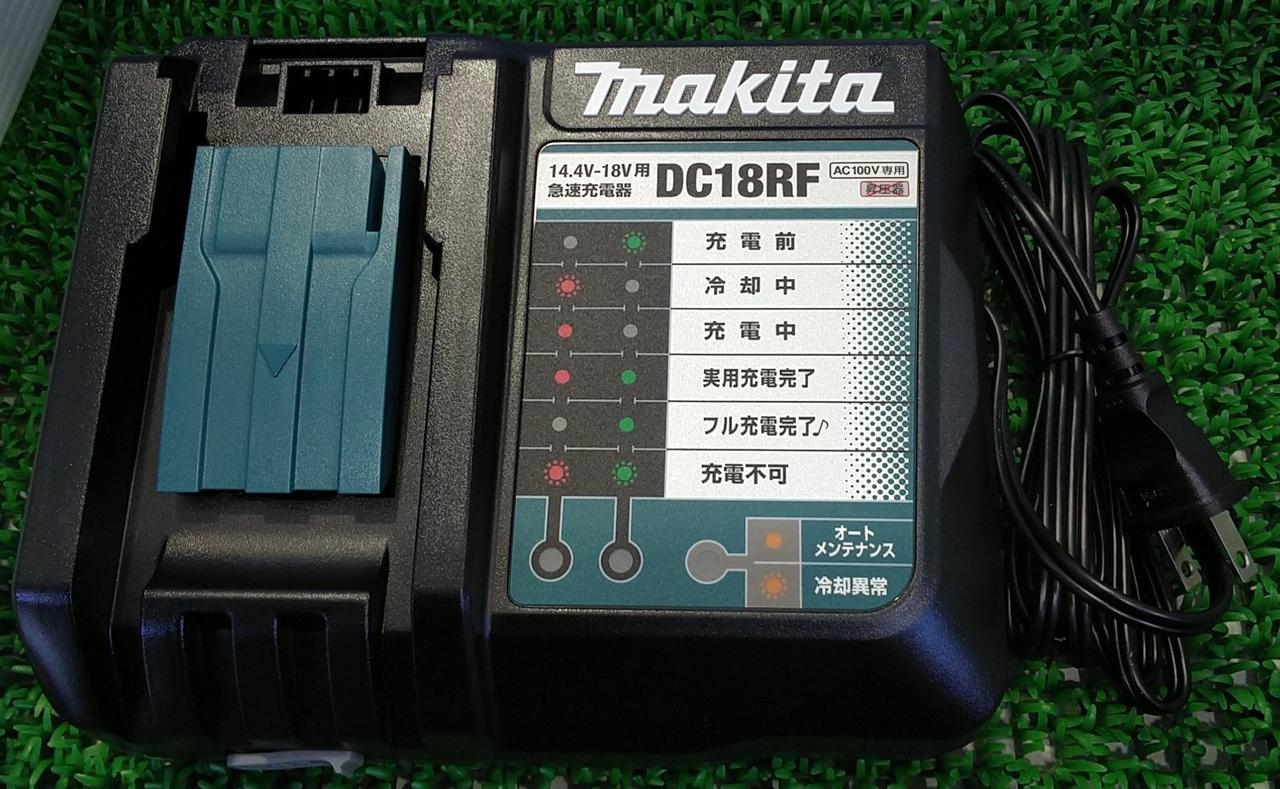 makita®
14.4V-18V用
急速充電器
DC18RF
AC100V専用
昇圧器
充電前
冷却中
充電中
実用充電完了
フル充電完了♪
充電不可
オート
メンテナンス
冷却異常